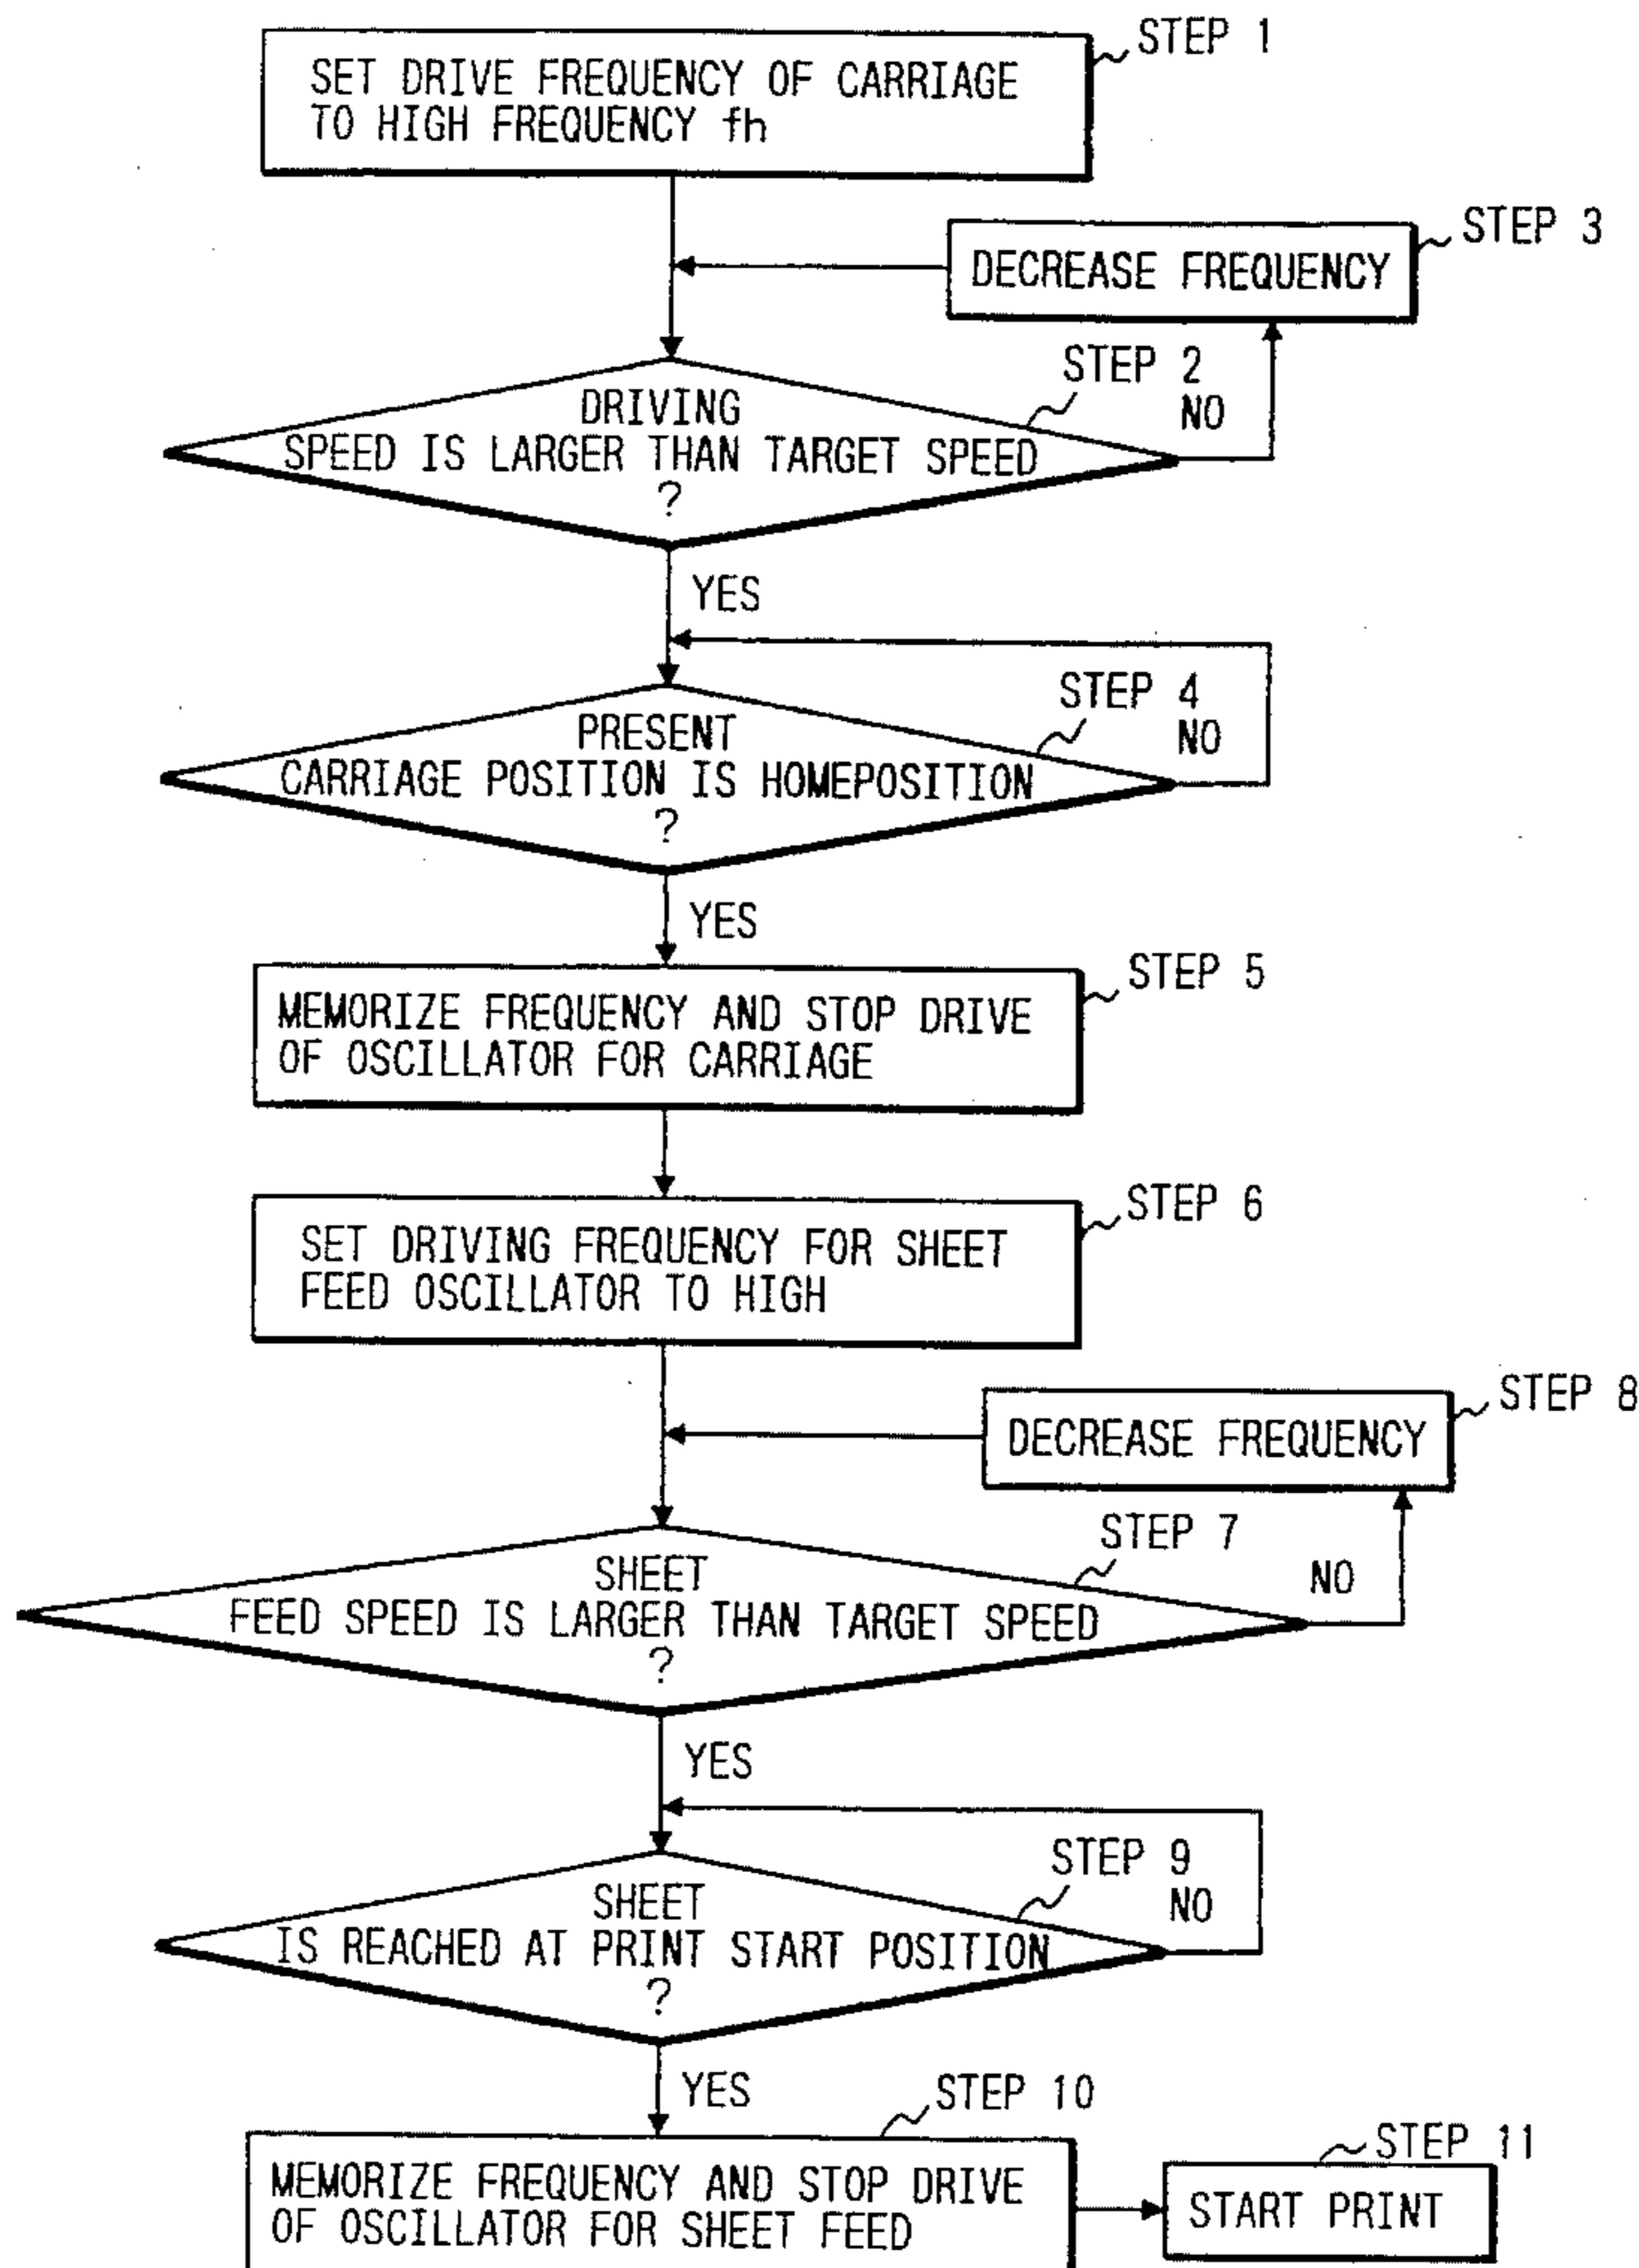 STEP 1
SET DRIVE FREQUENCY OF CARRIAGE
TO HIGH FREQUENCY fh
STEP 3
DECREASE FREQUENCY
STEP 2
NO
DRIVING
SPEED IS LARGER THAN TARGET SPEED
?
YES
STEP 4
NO
PRESENT
CARRIAGE POSITION IS HOMEPOSITION
?
YES
STEP 5
MEMORIZE FREQUENCY AND STOP DRIVE
OF OSCILLATOR FOR CARRIAGE
STEP 6
SET DRIVING FREQUENCY FOR SHEET
FEED OSCILLATOR TO HIGH
STEP 8
DECREASE FREQUENCY
STEP 7
NO
SHEET
FEED SPEED IS LARGER THAN TARGET SPEED
?
YES
STEP 9
NO
SHEET
IS REACHED AT PRINT START POSITION
?
YES
STEP 10
MEMORIZE FREQUENCY AND STOP DRIVE
OF OSCILLATOR FOR SHEET FEED
STEP 11
START PRINT